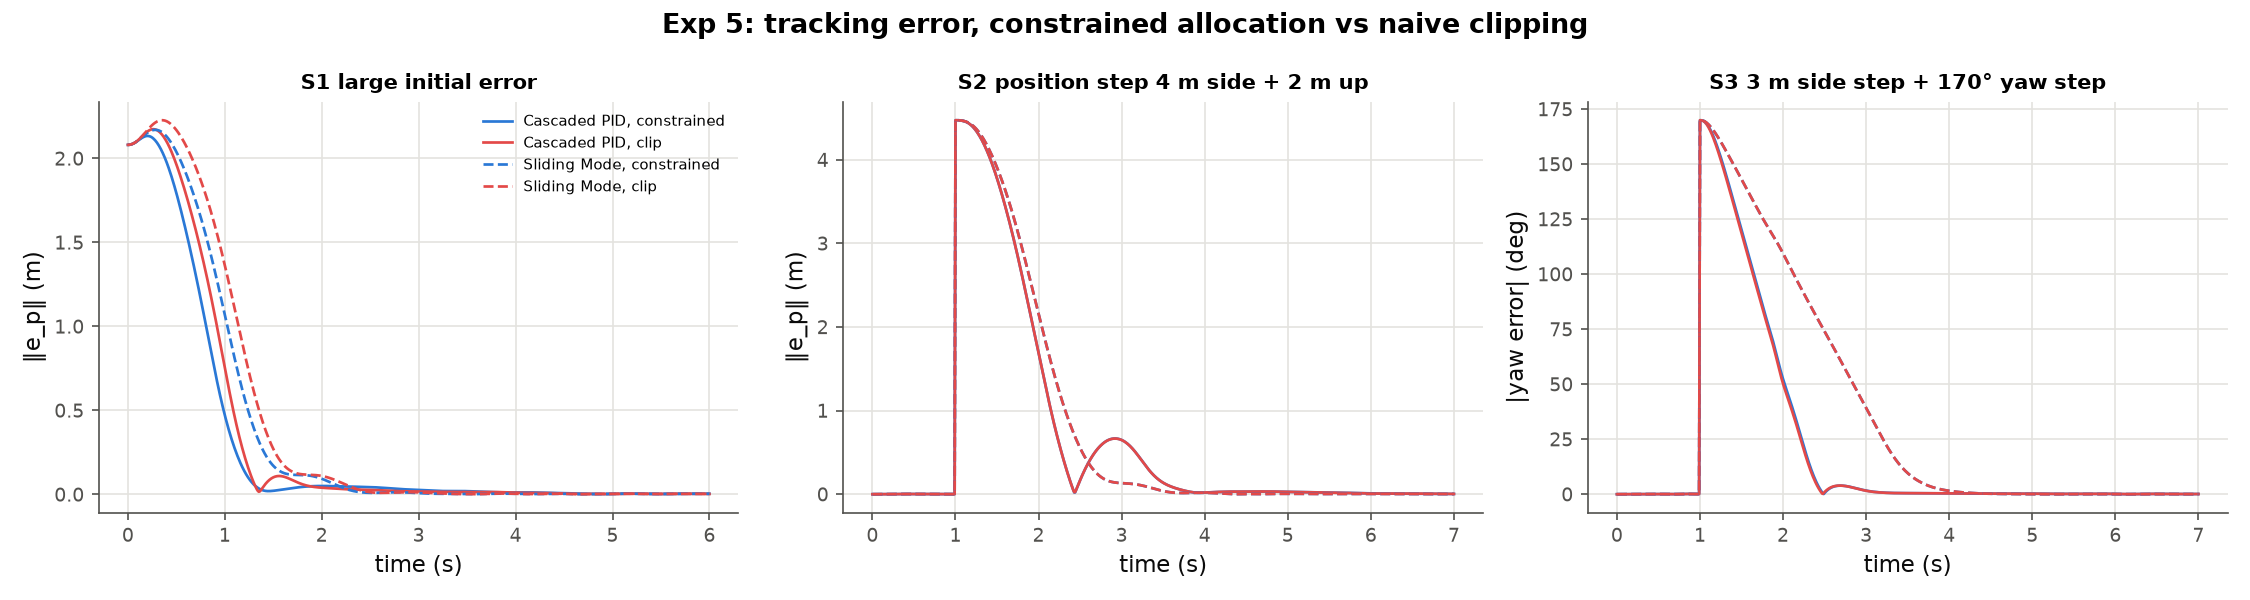 Exp 5: tracking error, constrained allocation vs naive clipping
S1 large initial error
‖e_p‖ (m)
2.0
1.5
1.0
0.5
0.0
Cascaded PID, constrained
Cascaded PID, clip
Sliding Mode, constrained
Sliding Mode, clip
0 1 2 3 4 5 6
time (s)
S2 position step 4 m side + 2 m up
‖e_p‖ (m)
4
3
2
1
0
0 1 2 3 4 5 6 7
time (s)
S3 3 m side step + 170° yaw step
|yaw error| (deg)
175
150
125
100
75
50
25
0
0 1 2 3 4 5 6 7
time (s)